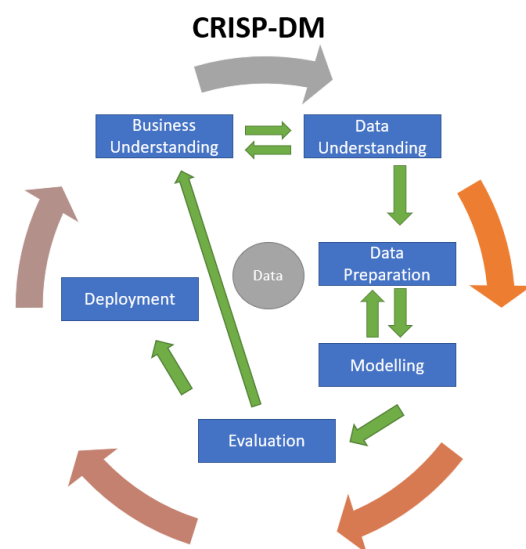 CRISP-DM
Business
Understanding
Data
Understanding
Data
Preparation
Data
Deployment
Modelling
Evaluation